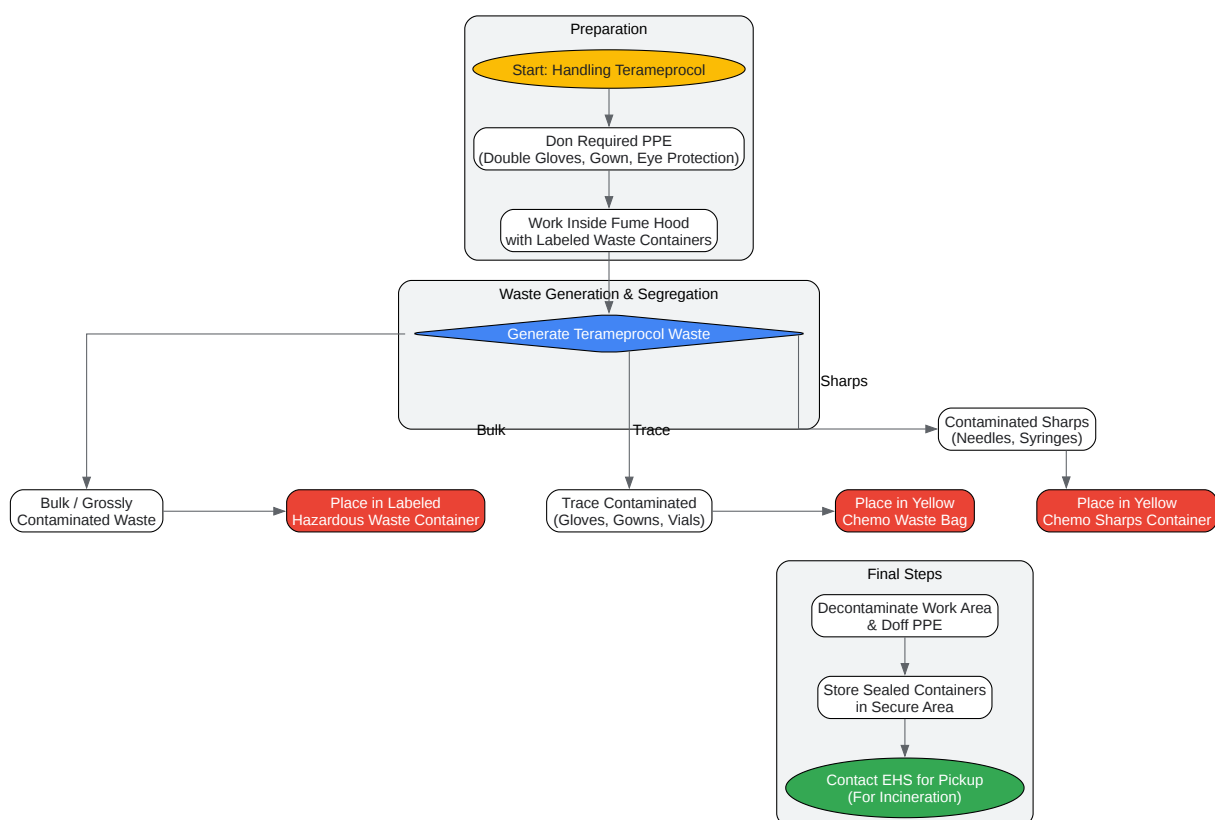 Preparation
Start: Handling Terameprocol
Don Required PPE
(Double Gloves, Gown, Eye Protection)
Work Inside Fume Hood
with Labeled Waste Containers
Waste Generation & Segregation
Generate Terameprocol Waste
Sharps
Bulk
Trace
Contaminated Sharps
(Needles, Syringes)
Bulk / Grossly
Contaminated Waste
Place in Labeled
Hazardous Waste Container
Trace Contaminated
(Gloves, Gowns, Vials)
Place in Yellow
Chemo Waste Bag
Place in Yellow
Chemo Sharps Container
Final Steps
Decontaminate Work Area
& Doff PPE
Store Sealed Containers
in Secure Area
Contact EHS for Pickup
(For Incineration)